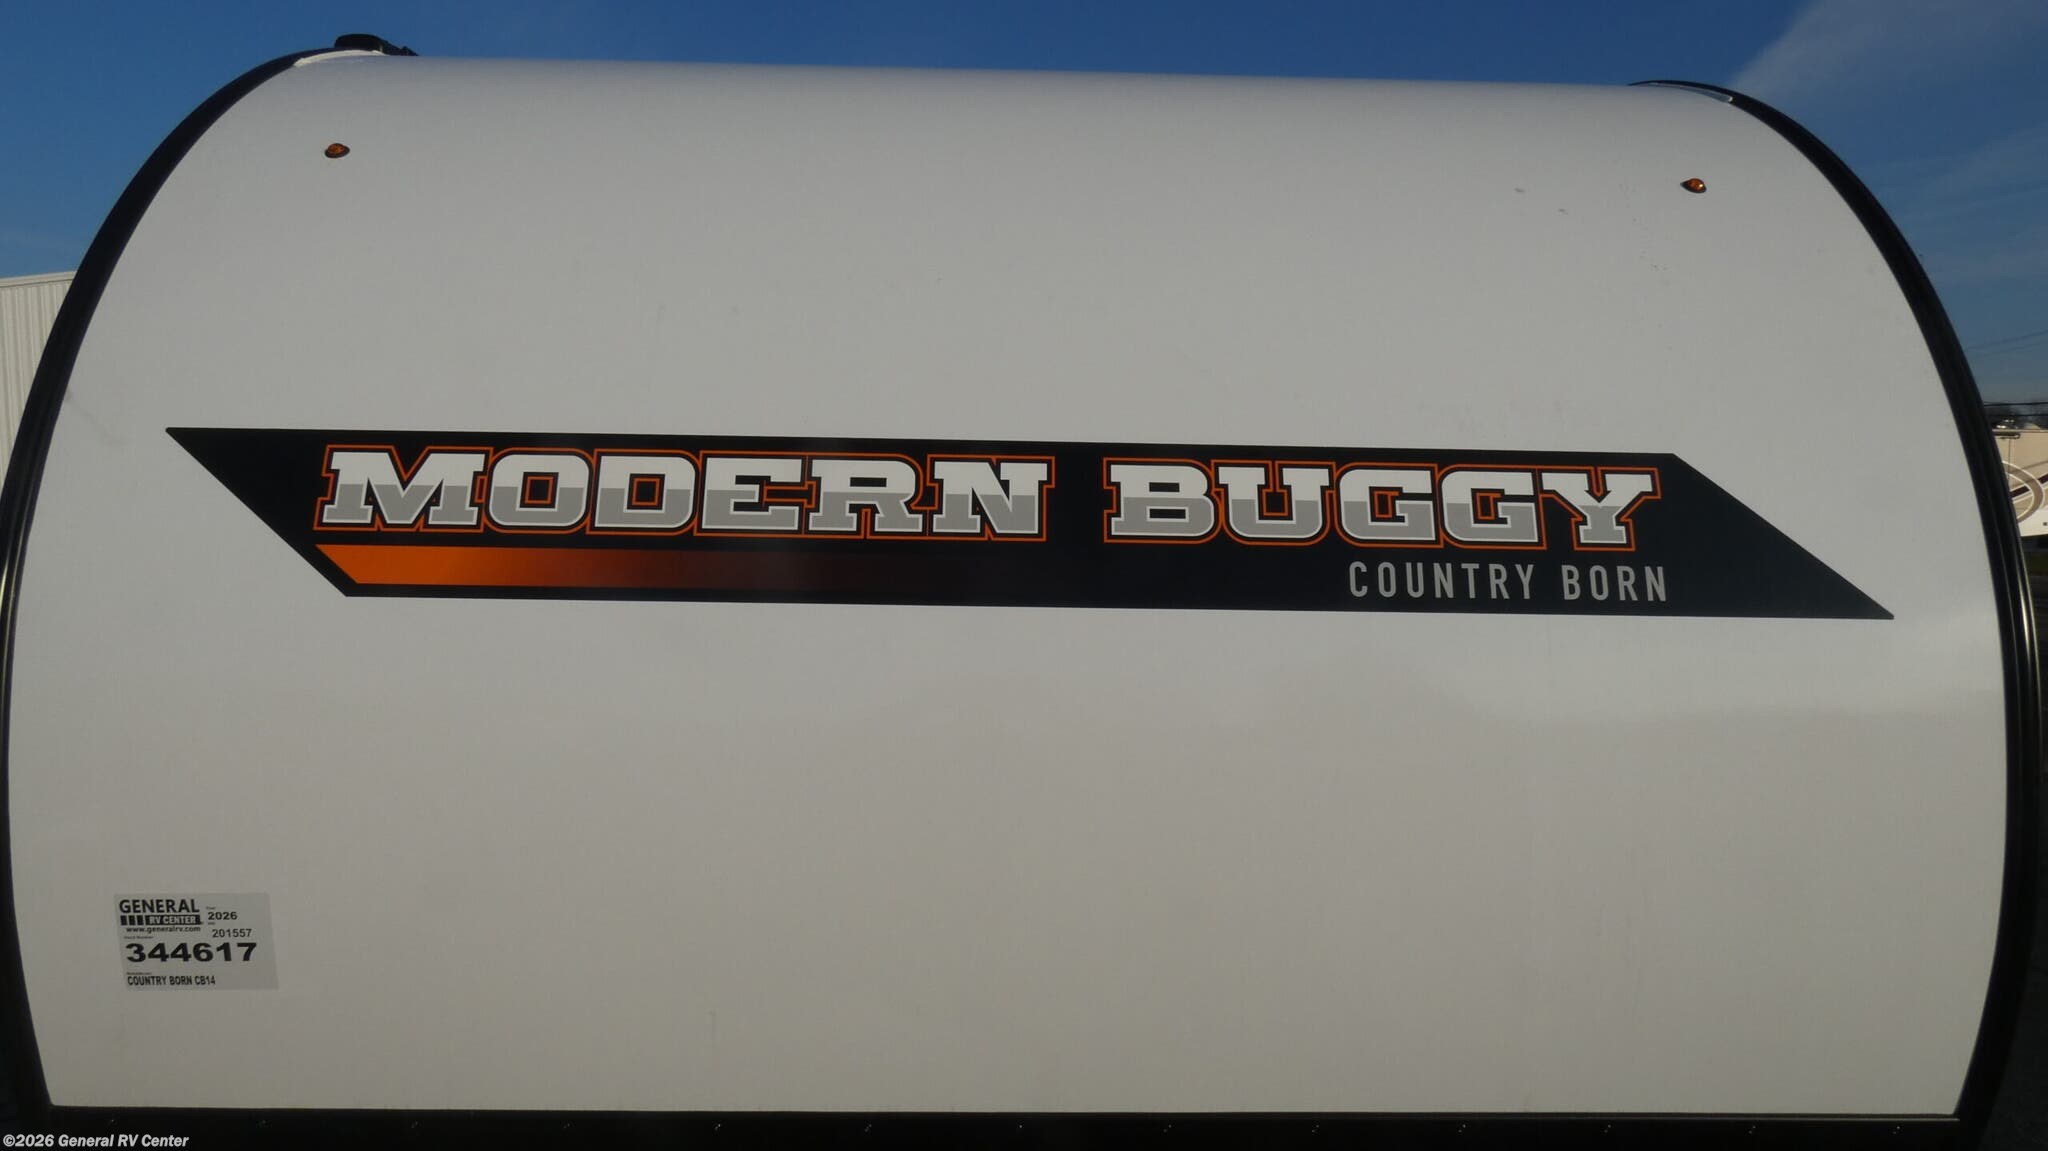 MODERN BUGGY
COUNTRY BORN
GENERAL
RV CENTER
www.generalrv.com
2026
201557
344617
COUNTRY BORN CB14
©2026 General RV Center